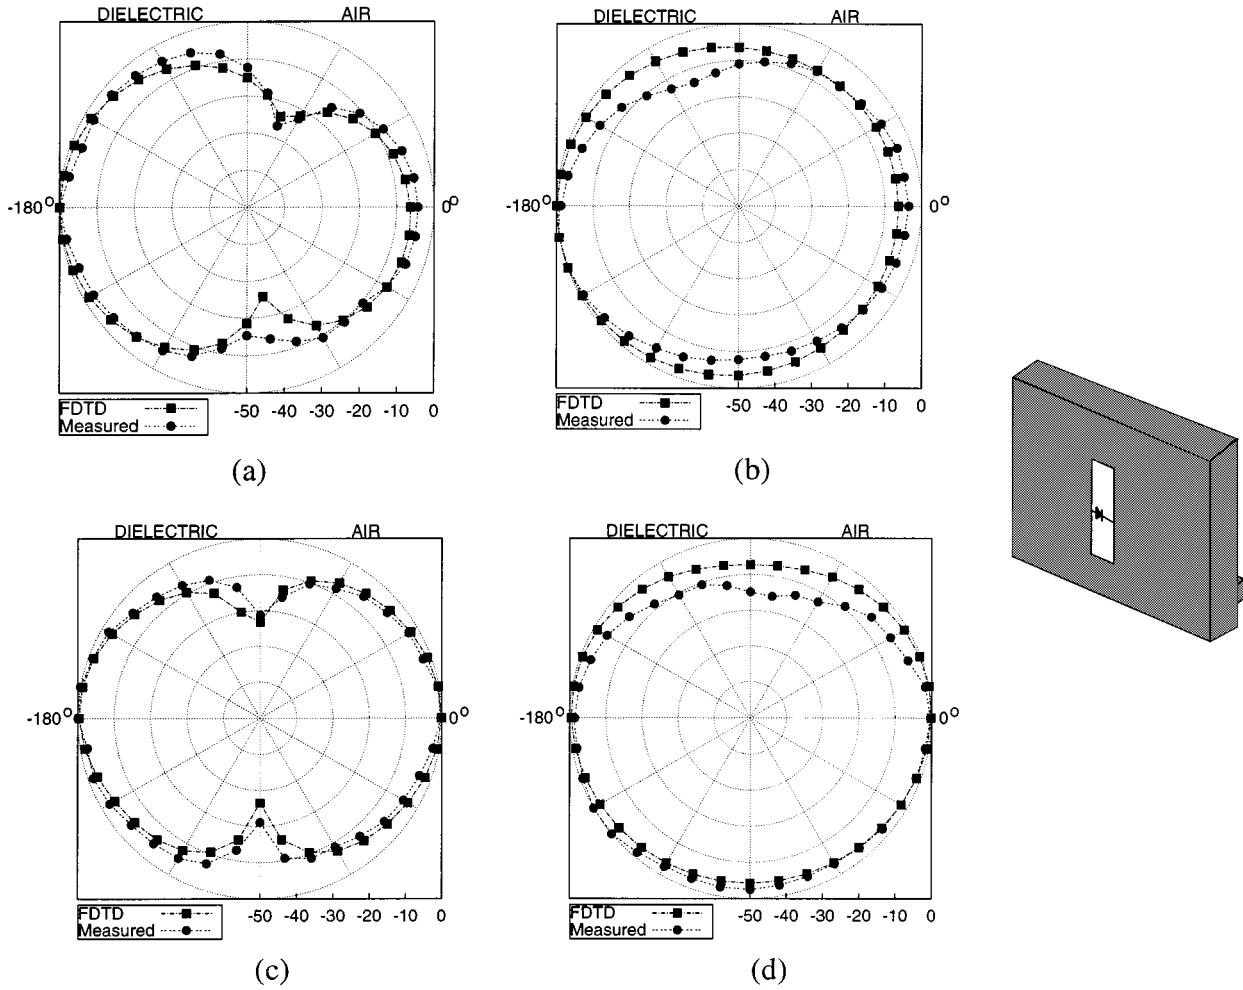 DIELECTRIC AIR
-180° 0°
FDTD
Measured
-50 -40 -30 -20 -10 0
(a)
DIELECTRIC AIR
-180° 0°
FDTD
Measured
-50 -40 -30 -20 -10 0
(b)
DIELECTRIC AIR
-180° 0°
FDTD
Measured
-50 -40 -30 -20 -10 0
(c)
DIELECTRIC AIR
-180° 0°
FDTD
Measured
-50 -40 -30 -20 -10 0
(d)